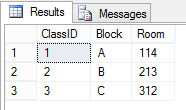 Results Messages
ClassID Block Room
1 1 A 114
2 2 B 213
3 3 C 312